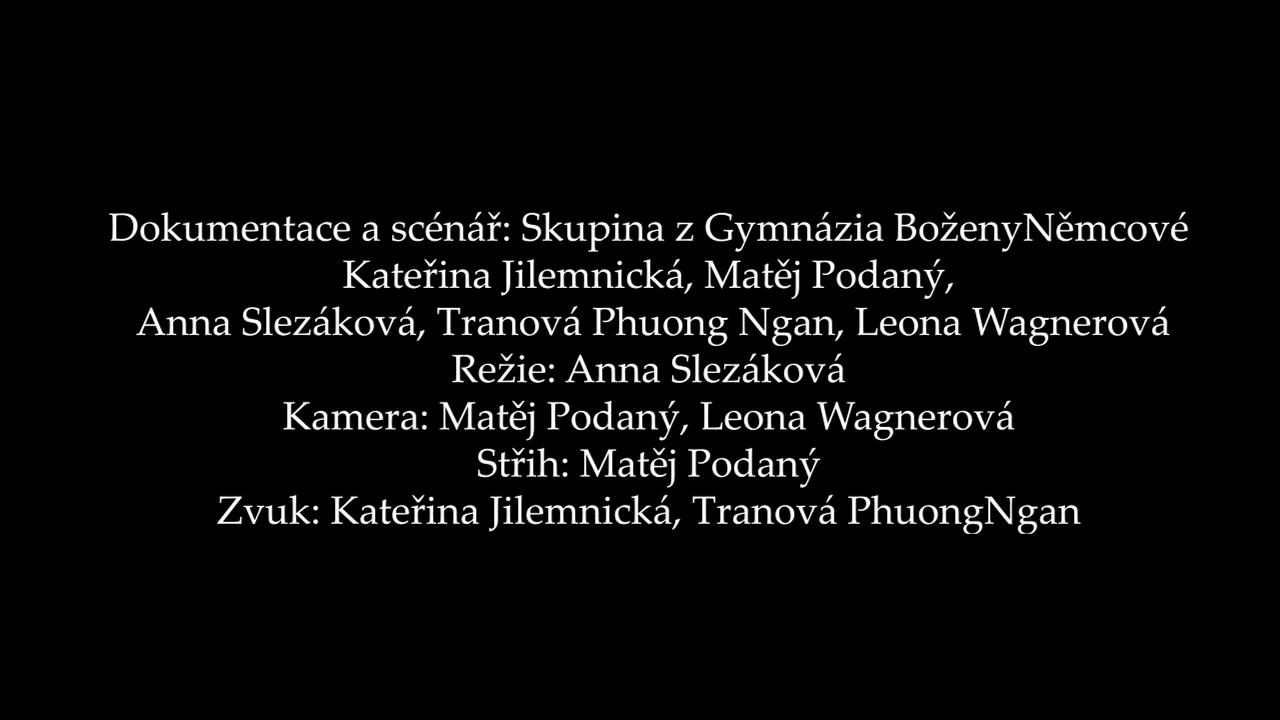 Dokumentace a scénář: Skupina z Gymnázia BoženyNěmcové
Kateřina Jilemnická, Matěj Podaný,
Anna Slezáková, Tranová Phuong Ngan, Leona Wagnerová
Režie: Anna Slezáková
Kamera: Matěj Podaný, Leona Wagnerová
Střih: Matěj Podaný
Zvuk: Kateřina Jilemnická, Tranová PhuongNgan